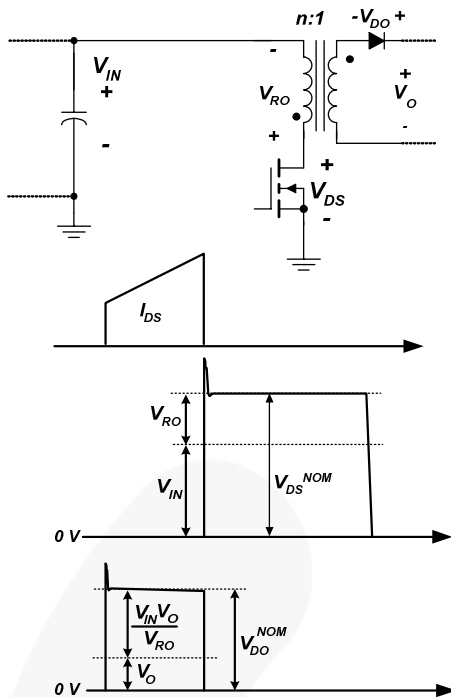 n:1
-V_DO +
V_IN
+
-
-
V_RO
+
+
V_O
-
+
V_DS
-
I_DS
V_RO
V_IN
V_DS^NOM
0 V
V_IN V_O
V_RO
V_O
V_DO^NOM
0 V